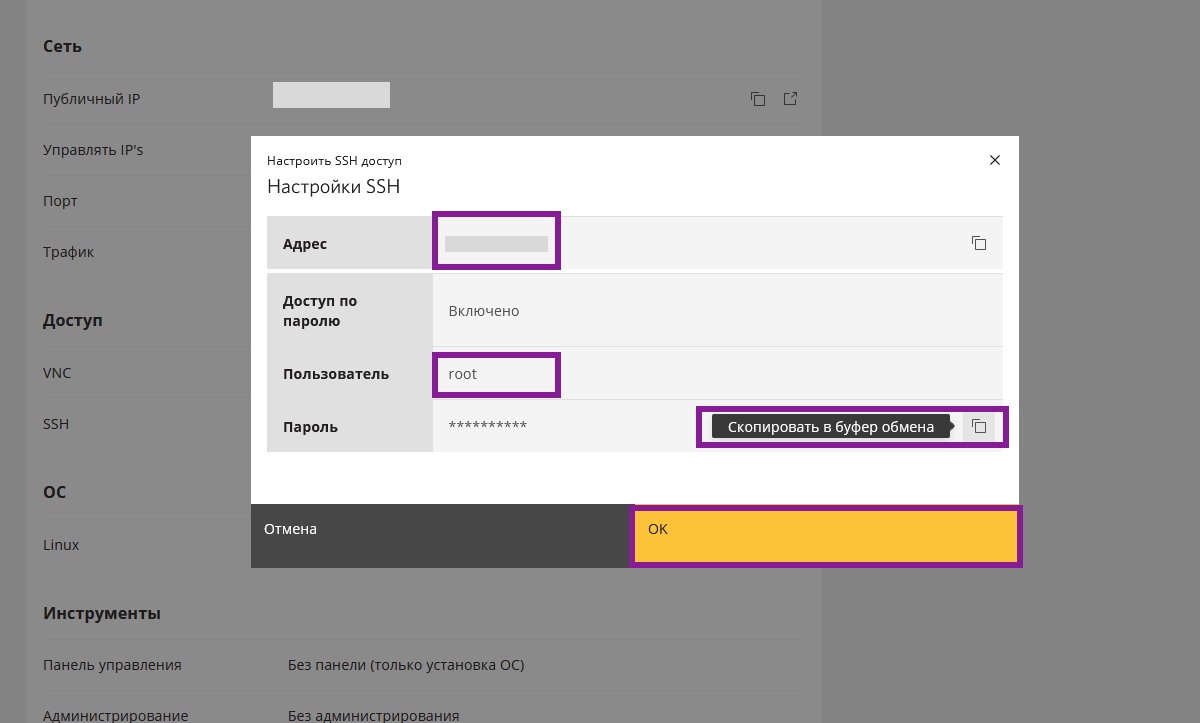 Сеть
Публичный IP
Управлять IP's
Порт
Трафик
Доступ
VNC
SSH
ОС
Linux
Инструменты
Панель управления Без панели (только установка ОС)
Администрирование Без администрирования
Настроить SSH доступ
Настройки SSH
Адрес
Доступ по
паролю
Включено
Пользователь root
Пароль ********** Скопировать в буфер обмена
Отмена OK